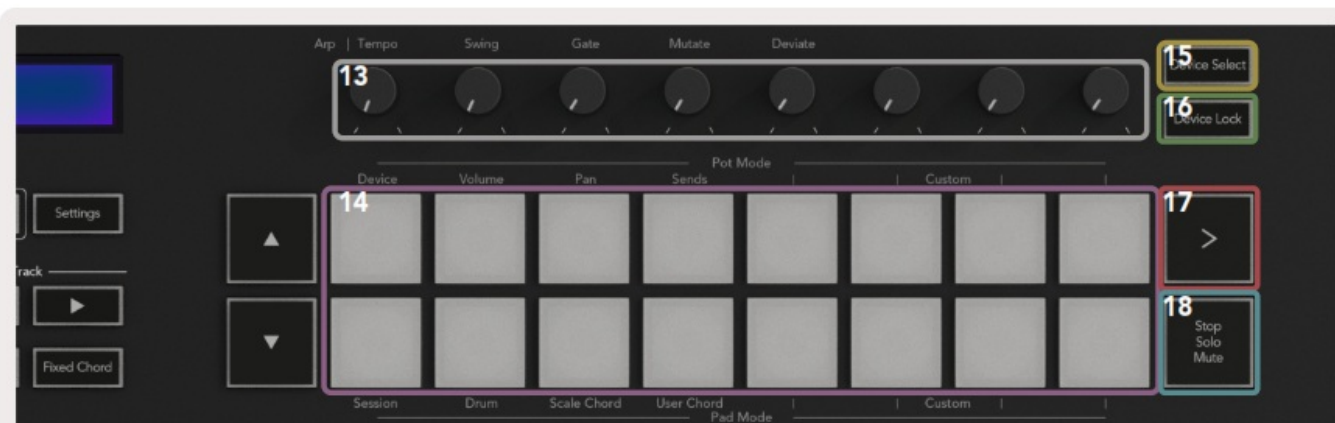 Arp | Tempo Swing Gate Mutate Deviate
13
15
Device Select
16
Device Lock
Pot Mode
Device Volume Pan Sends | | Custom | |
14
17
>
Settings
▲
Track
▶
▼
18
Stop
Solo
Mute
Fixed Chord
Session Drum Scale Chord User Chord | | Custom | |
Pad Mode